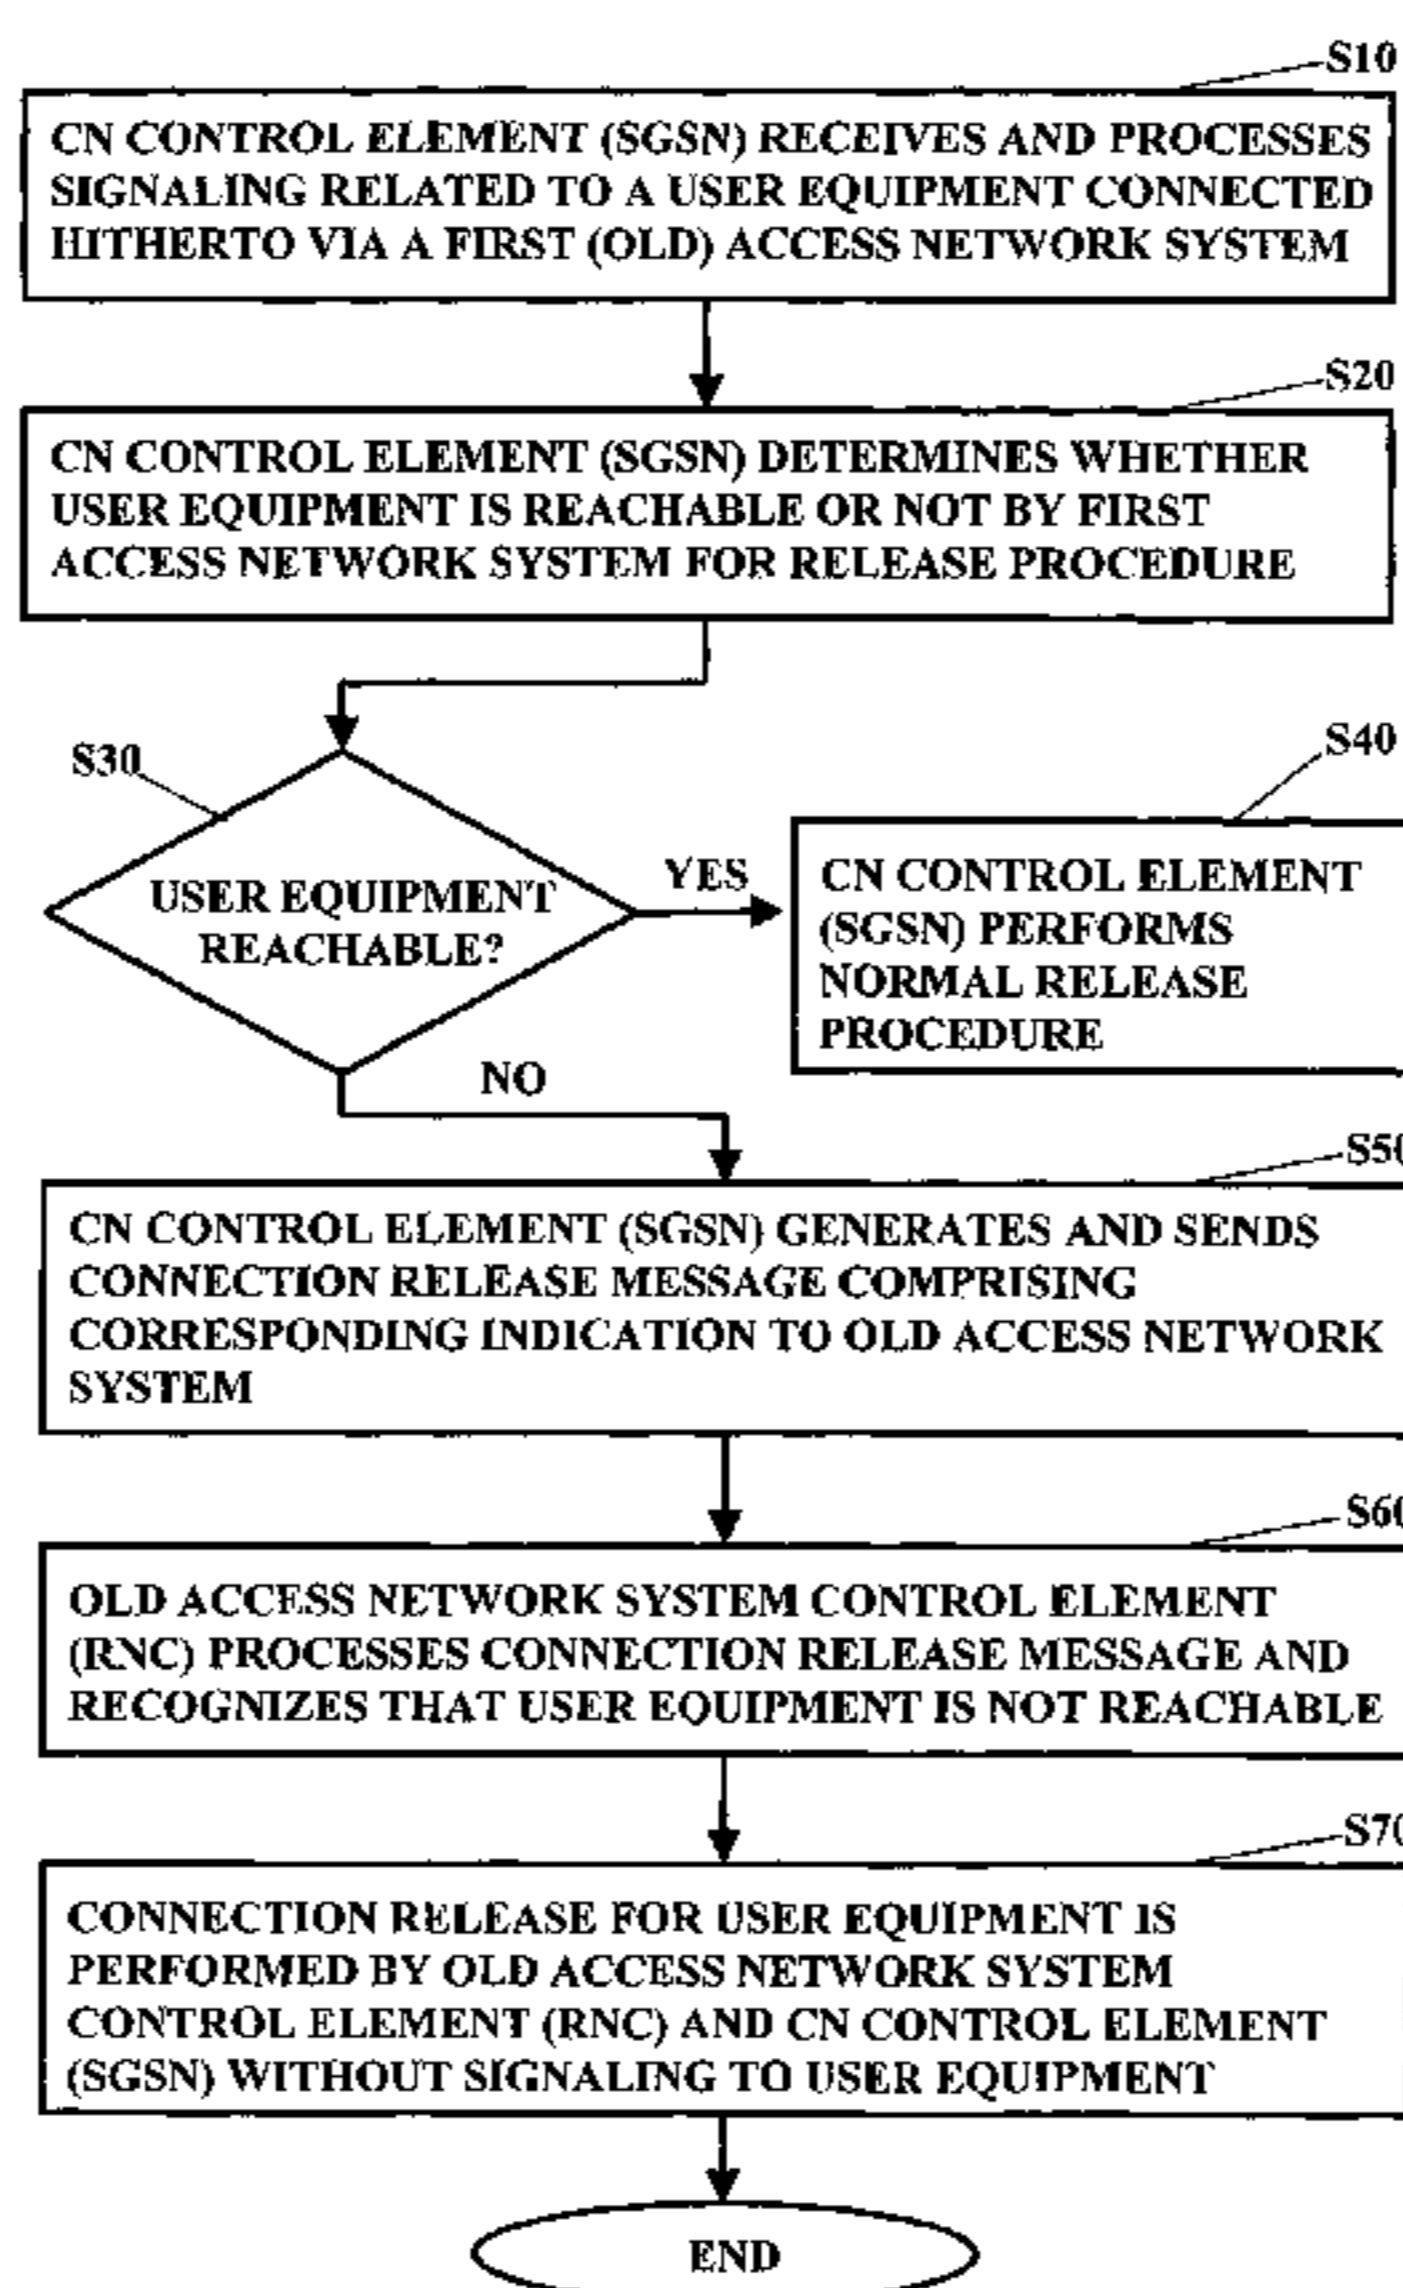 S10
CN CONTROL ELEMENT (SGSN) RECEIVES AND PROCESSES
SIGNALING RELATED TO A USER EQUIPMENT CONNECTED
HITHERTO VIA A FIRST (OLD) ACCESS NETWORK SYSTEM
S20
CN CONTROL ELEMENT (SGSN) DETERMINES WHETHER
USER EQUIPMENT IS REACHABLE OR NOT BY FIRST
ACCESS NETWORK SYSTEM FOR RELEASE PROCEDURE
S30
USER EQUIPMENT
REACHABLE?
YES
S40
CN CONTROL ELEMENT
(SGSN) PERFORMS
NORMAL RELEASE
PROCEDURE
NO
S50
CN CONTROL ELEMENT (SGSN) GENERATES AND SENDS
CONNECTION RELEASE MESSAGE COMPRISING
CORRESPONDING INDICATION TO OLD ACCESS NETWORK
SYSTEM
S60
OLD ACCESS NETWORK SYSTEM CONTROL ELEMENT
(RNC) PROCESSES CONNECTION RELEASE MESSAGE AND
RECOGNIZES THAT USER EQUIPMENT IS NOT REACHABLE
S70
CONNECTION RELEASE FOR USER EQUIPMENT IS
PERFORMED BY OLD ACCESS NETWORK SYSTEM
CONTROL ELEMENT (RNC) AND CN CONTROL ELEMENT
(SGSN) WITHOUT SIGNALING TO USER EQUIPMENT
END